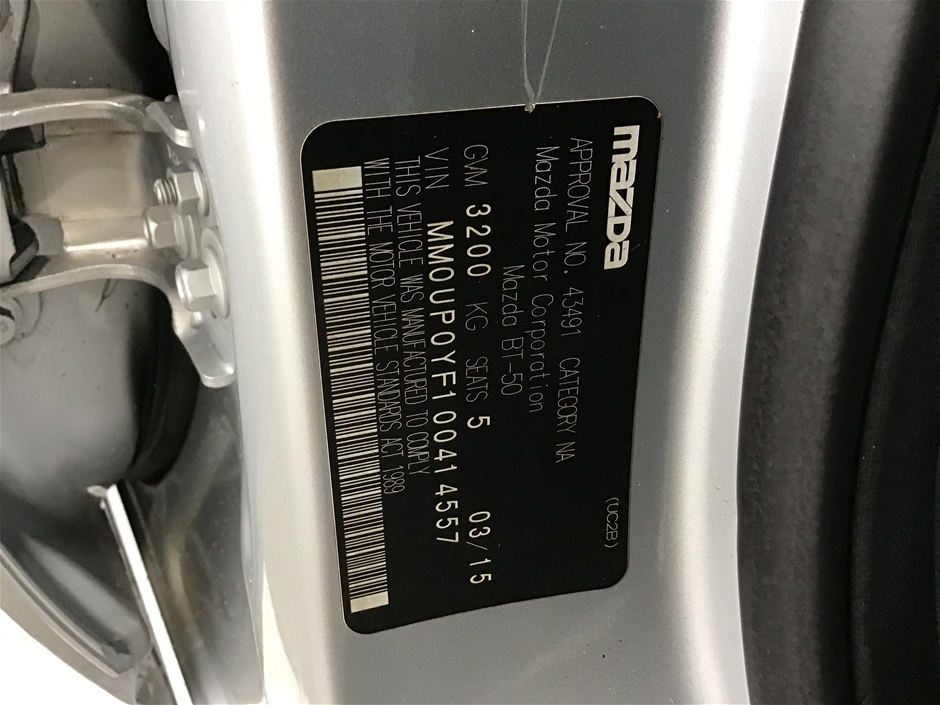 mazda
APPROVAL NO. 43491 CATEGORY NA
Mazda Motor Corporation
Mazda BT-50
GVM 3200 KG SEATS 5 03/15
VIN MM0UP0YF100414557
THIS VEHICLE WAS MANUFACTURED TO COMPLY
WITH THE MOTOR VEHICLE STANDARDS ACT 1989
(UC2B)